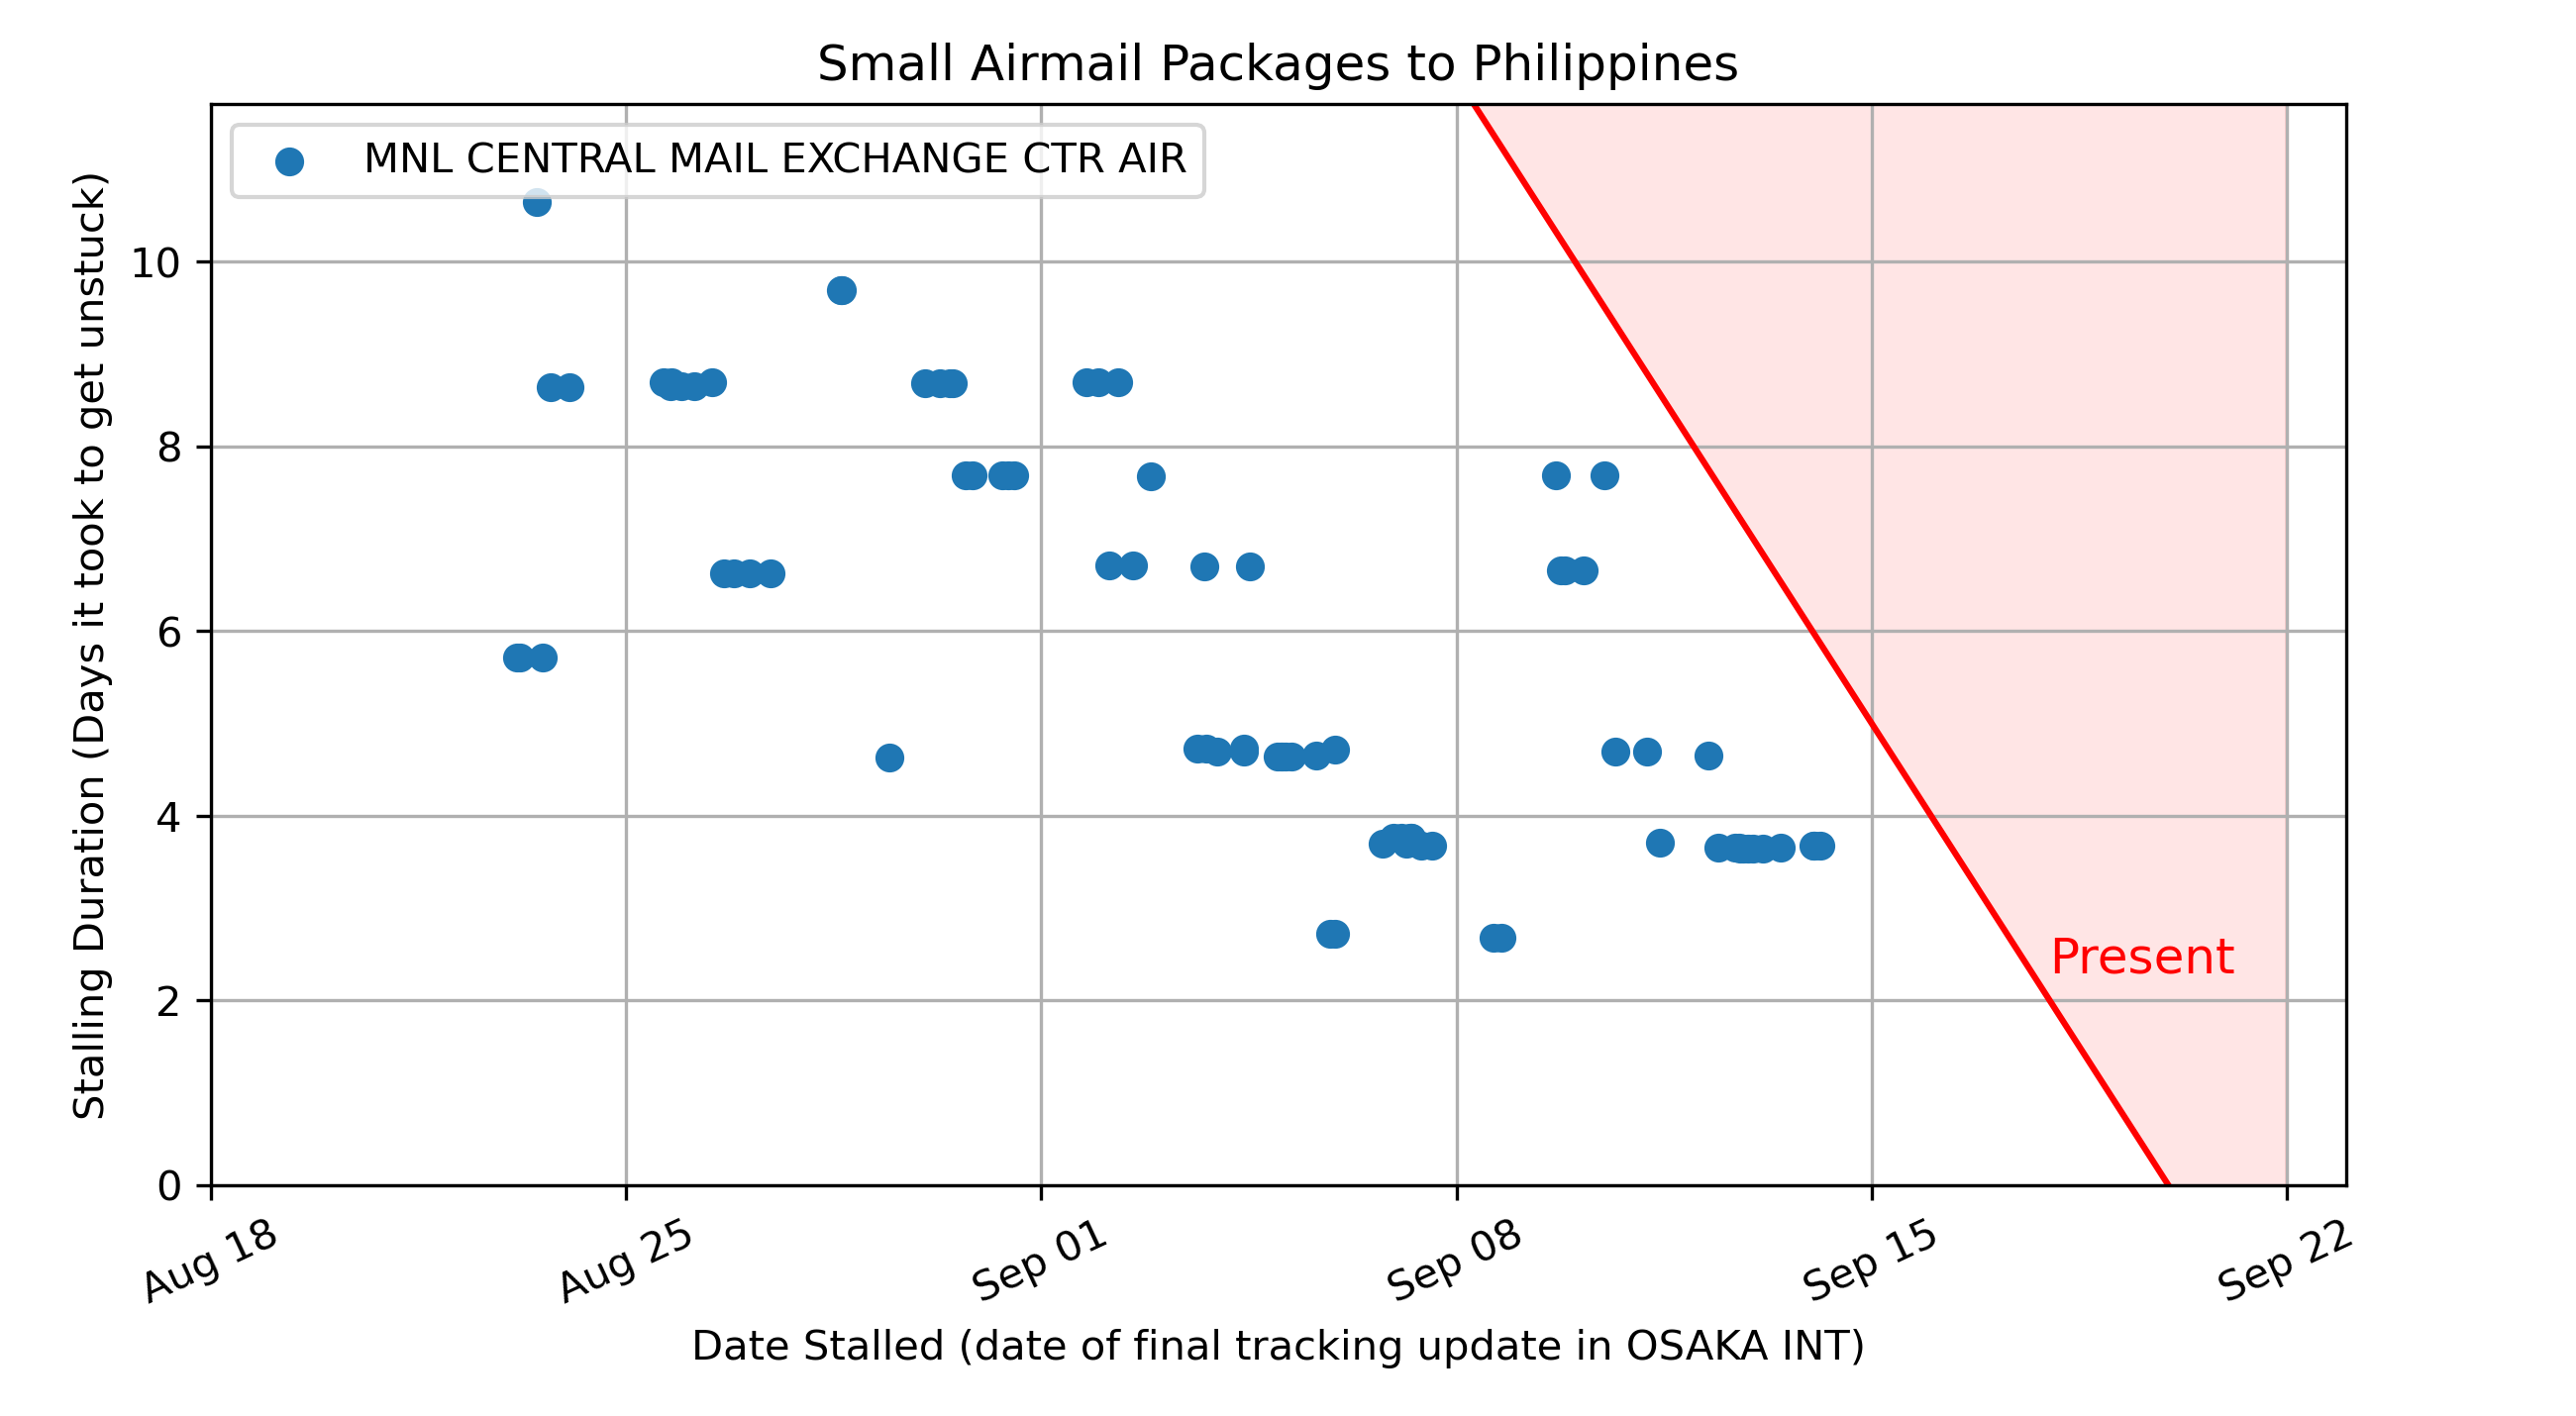 Small Airmail Packages to Philippines
MNL CENTRAL MAIL EXCHANGE CTR AIR
Stalling Duration (Days it took to get unstuck)
10
8
6
4
2
0
Present
Aug 18
Aug 25
Sep 01
Sep 08
Sep 15
Sep 22
Date Stalled (date of final tracking update in OSAKA INT)